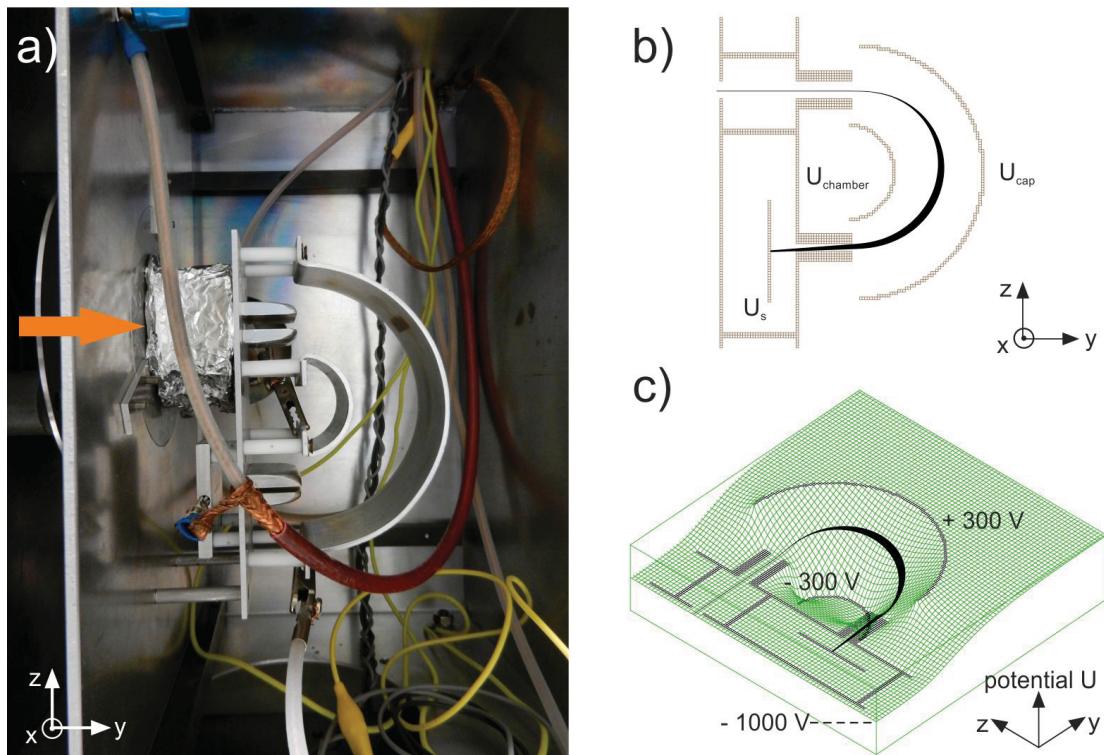 a)
z
x
y
b)
U chamber
U cap
U s
z
x
y
c)
+ 300 V
- 300 V
potential U
- 1000 V
z
y